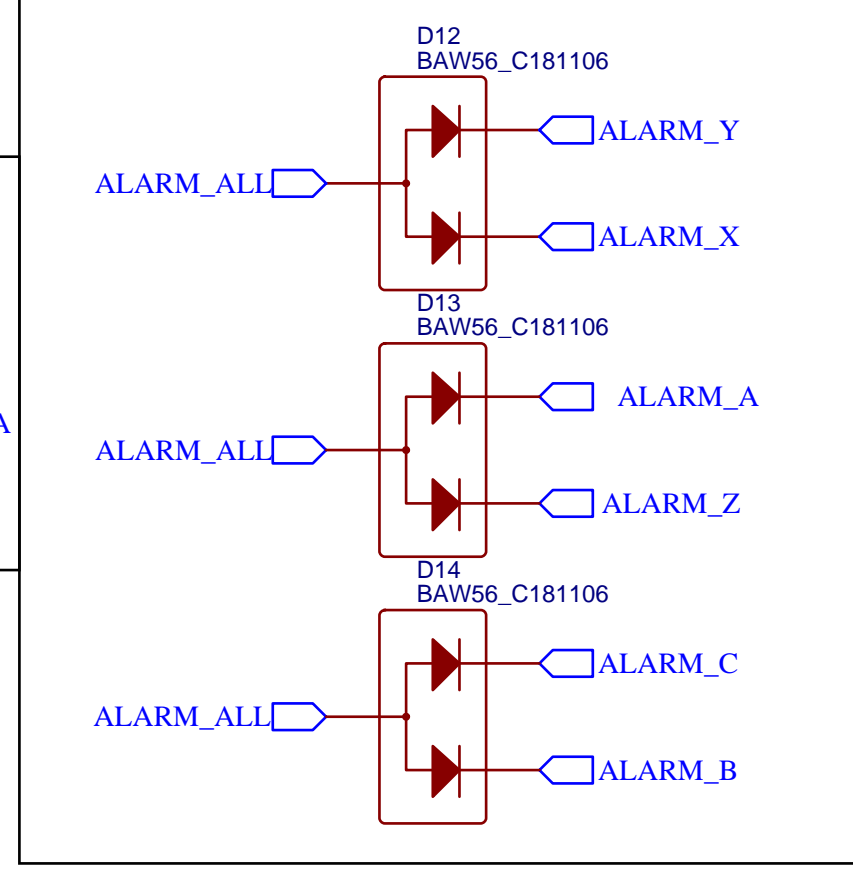 D12
BAW56_C181106
ALARM_Y
ALARM_ALL
ALARM_X
D13
BAW56_C181106
ALARM_A
A
ALARM_ALL
ALARM_Z
D14
BAW56_C181106
ALARM_C
ALARM_ALL
ALARM_B